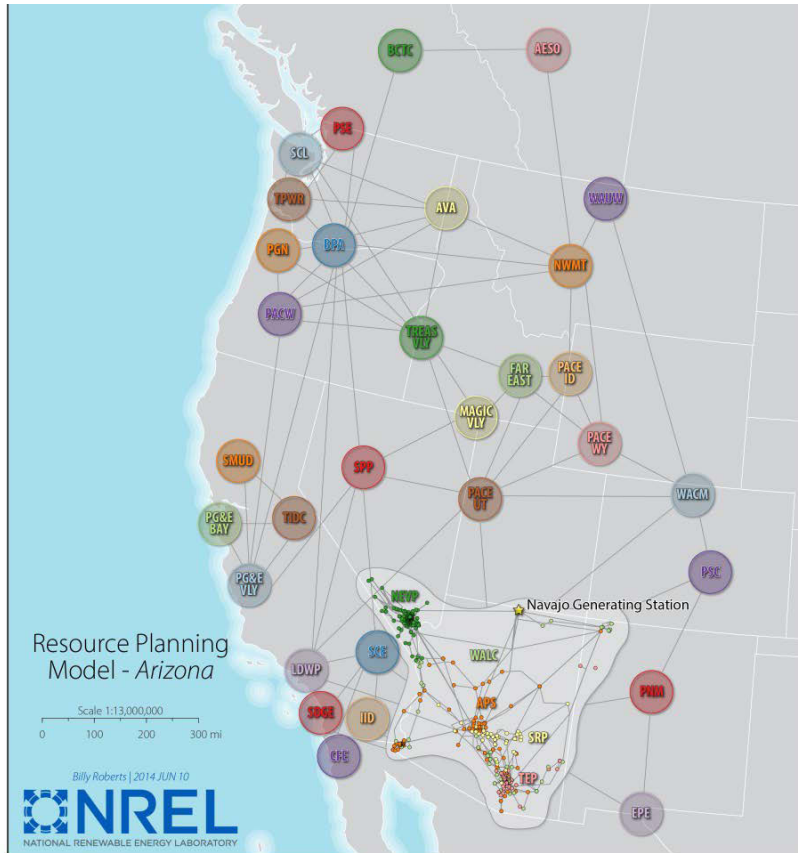 BCTC
AESO
PSE
SCL
TPWR
AVA
WAUW
PGN
BPA
NWMT
PACW
TREAS
VLY
FAR
EAST
PACE
ID
MAGIC
VLY
PACE
WY
SMUD
SPP
PACE
UT
WACM
PG&E
BAY
TIDC
PG&E
VLY
PSC
NEVP
Navajo Generating Station
Resource Planning
Model - Arizona
SCE
WALC
LDWP
Scale 1:13,000,000
0 100 200 300 mi
SDGE
IID
APS
PNM
SRP
CFE
TEP
Billy Roberts | 2014 JUN 10
EPE
NREL
NATIONAL RENEWABLE ENERGY LABORATORY